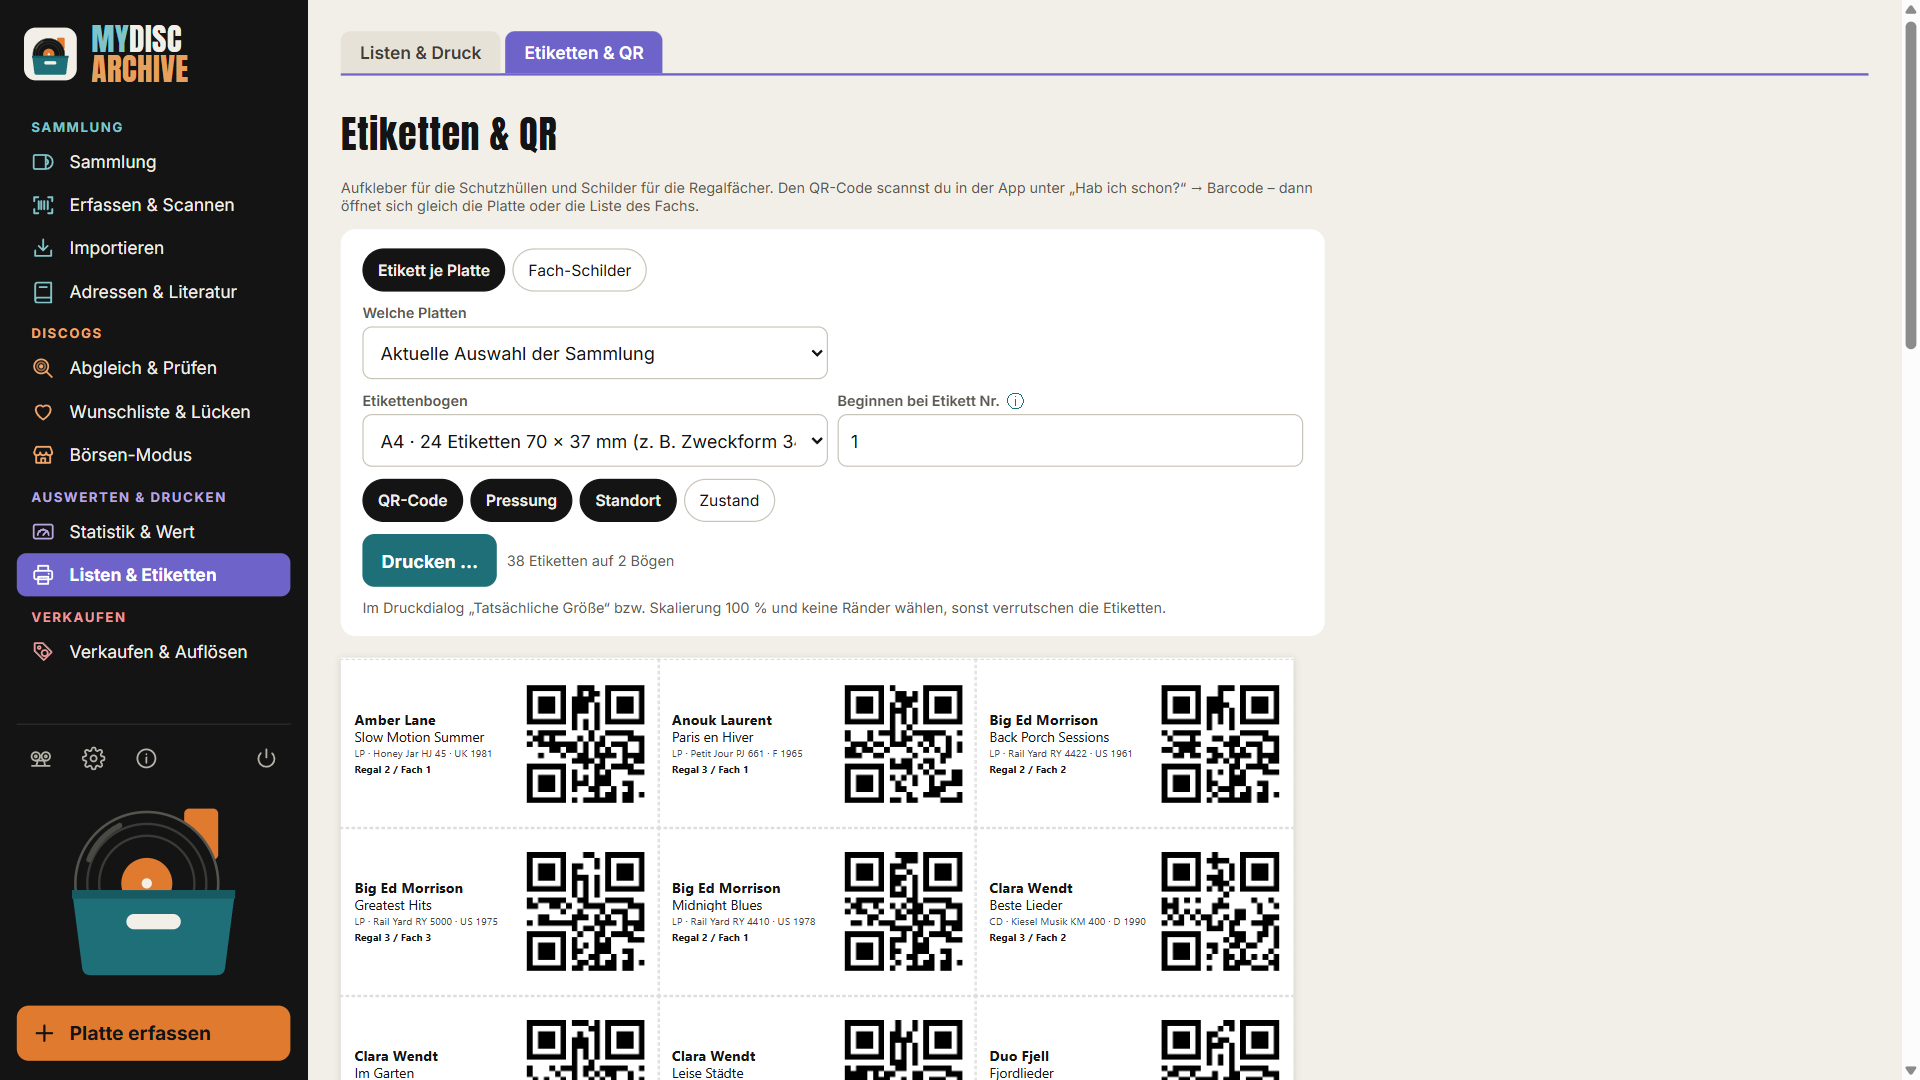 MYDISC
ARCHIVE
SAMMLUNG
Sammlung
Erfassen & Scannen
Importieren
Adressen & Literatur
DISCOGS
Abgleich & Prüfen
Wunschliste & Lücken
Börsen-Modus
AUSWERTEN & DRUCKEN
Statistik & Wert
Listen & Etiketten
VERKAUFEN
Verkaufen & Auflösen
Platte erfassen
Listen & Druck
Etiketten & QR
Etiketten & QR
Aufkleber für die Schutzhüllen und Schilder für die Regalfächer. Den QR-Code scannst du in der App unter „Hab ich schon?“ → Barcode – dann
öffnet sich gleich die Platte oder die Liste des Fachs.
Etikett je Platte
Fach-Schilder
Welche Platten
Aktuelle Auswahl der Sammlung
Etikettenbogen
Beginnen bei Etikett Nr.
A4 · 24 Etiketten 70 × 37 mm (z. B. Zweckform 34
1
QR-Code
Pressung
Standort
Zustand
Drucken ...
38 Etiketten auf 2 Bögen
Im Druckdialog „Tatsächliche Größe“ bzw. Skalierung 100 % und keine Ränder wählen, sonst verrutschen die Etiketten.
Amber Lane
Slow Motion Summer
LP · Honey Jar HJ 45 · UK 1981
Regal 2 / Fach 1
Anouk Laurent
Paris en Hiver
LP · Petit Jour PJ 661 · F 1965
Regal 3 / Fach 1
Big Ed Morrison
Back Porch Sessions
LP · Rail Yard RY 4422 · US 1961
Regal 2 / Fach 2
Big Ed Morrison
Greatest Hits
LP · Rail Yard RY 5000 · US 1975
Regal 3 / Fach 3
Big Ed Morrison
Midnight Blues
LP · Rail Yard RY 4410 · US 1978
Regal 2 / Fach 1
Clara Wendt
Beste Lieder
CD · Kiesel Musik KM 400 · D 1990
Regal 3 / Fach 2
Clara Wendt
Im Garten
Clara Wendt
Leise Städte
Duo Fjell
Fjordlieder